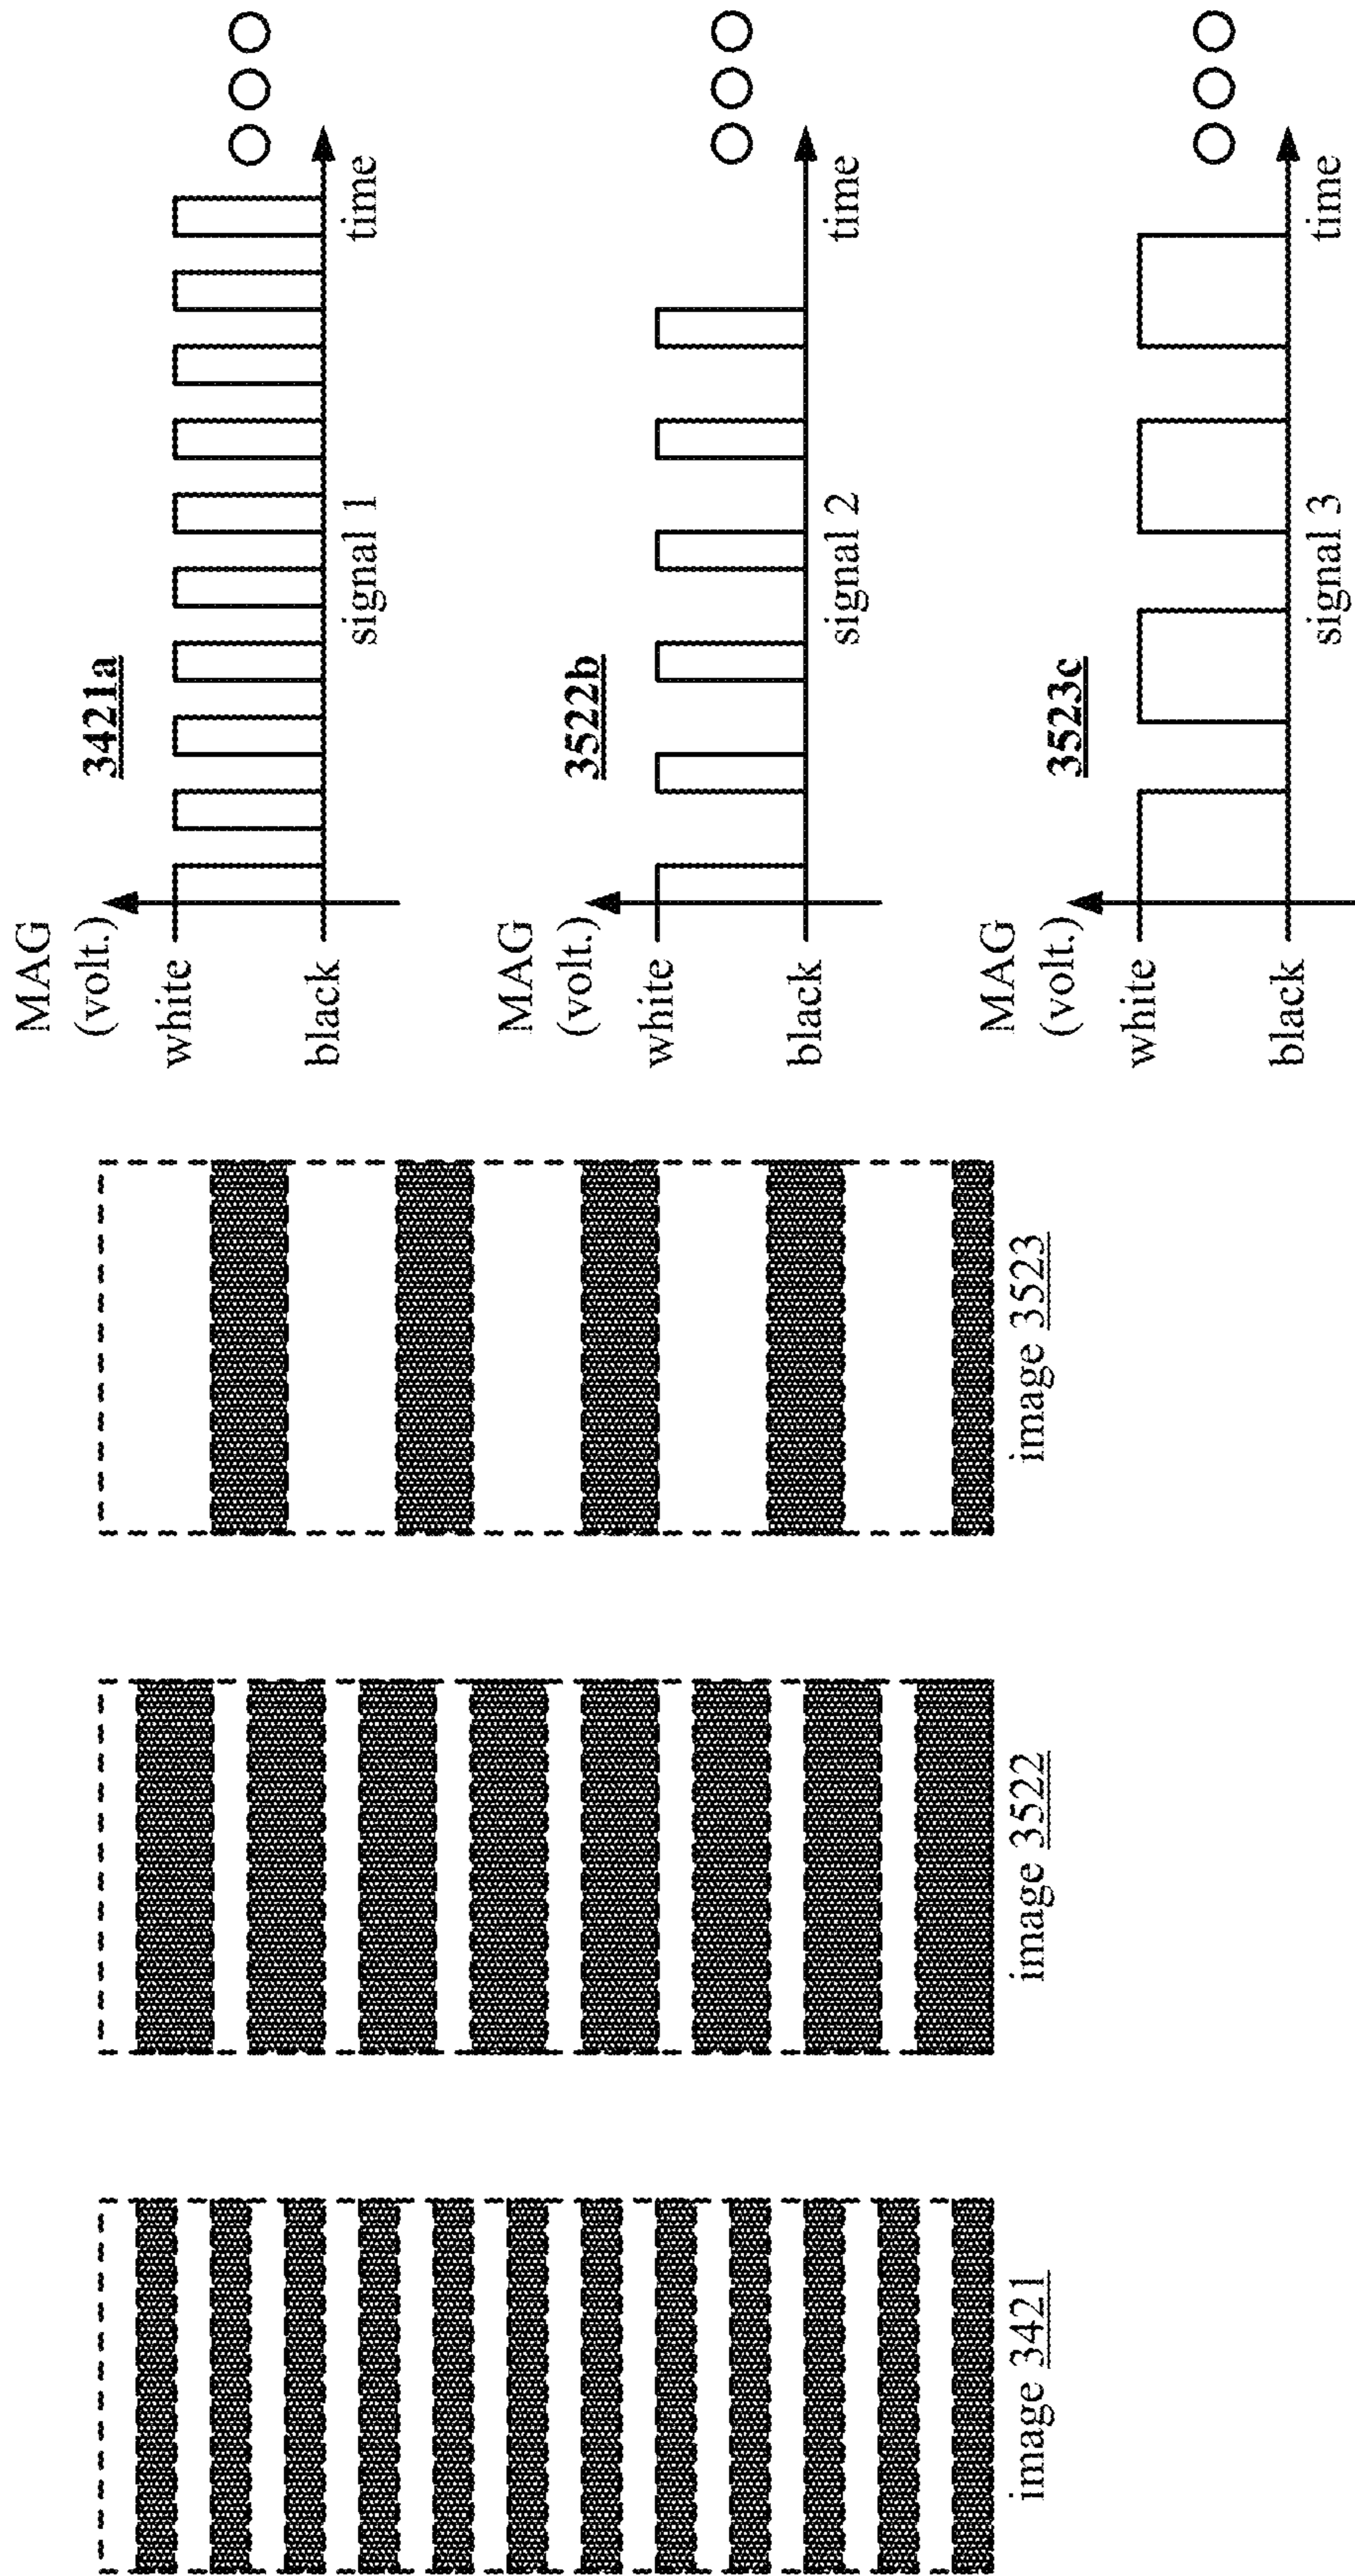 image 3421
image 3522
image 3523
MAG
(volt.)
white
black
3421a
signal 1
time
MAG
(volt.)
white
black
3522b
signal 2
time
MAG
(volt.)
white
black
3523c
signal 3
time